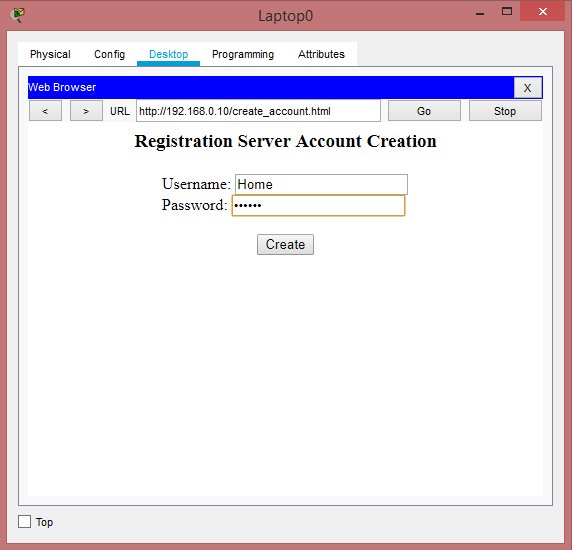 Laptop0
Physical Config Desktop Programming Attributes
Web Browser X
< > URL http://192.168.0.10/create_account.html Go Stop
Registration Server Account Creation
Username: Home
Password: ••••••
Create
Top